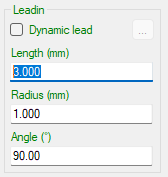 Leadin
Dynamic lead
...
Length (mm)
3.000
Radius (mm)
1.000
Angle (°)
90.00